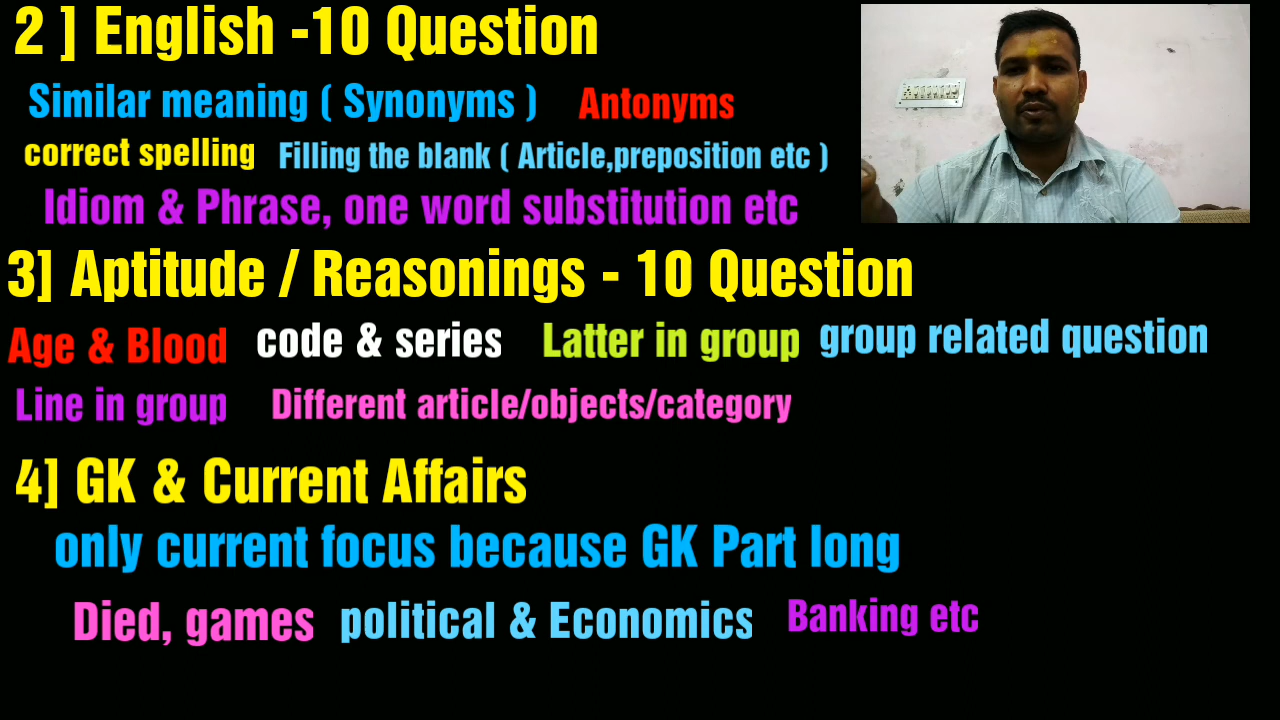 2 ] English -10 Question
Similar meaning ( Synonyms ) Antonyms
correct spelling Filling the blank ( Article,preposition etc )
Idiom & Phrase, one word substitution etc
3] Aptitude / Reasonings - 10 Question
Age & Blood code & series Latter in group group related question
Line in group Different article/objects/category
4] GK & Current Affairs
only current focus because GK Part long
Died, games political & Economics Banking etc